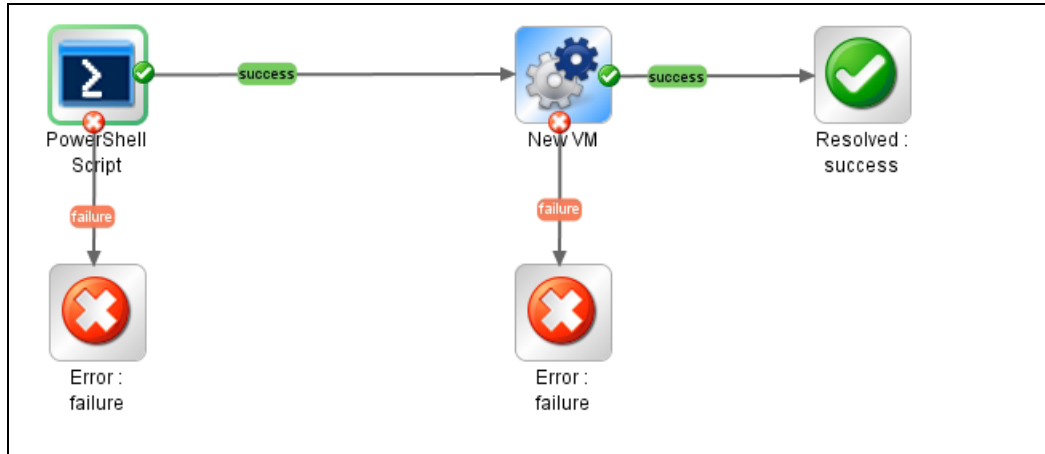 success
success
PowerShell
Script
New VM
Resolved :
success
failure
failure
Error :
failure
Error :
failure